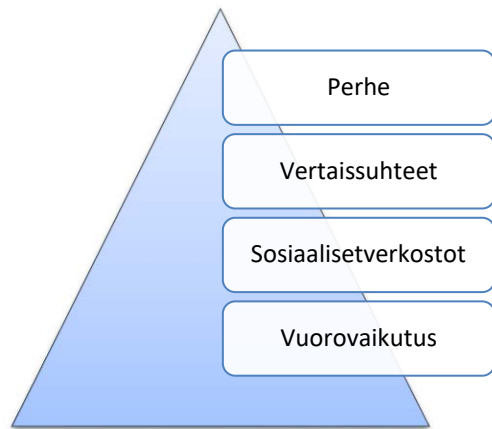 Perhe
Vertaissuhteet
Sosiaalisetverkostot
Vuorovaikutus